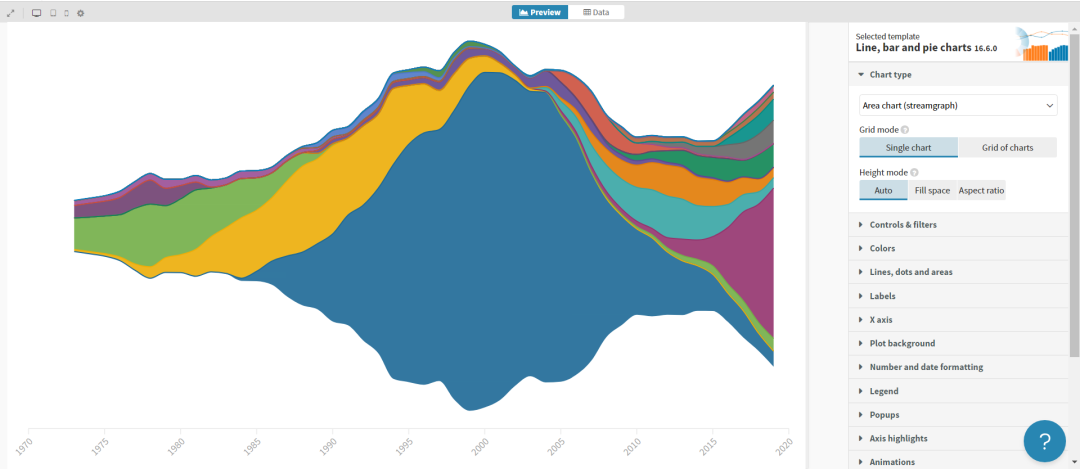 Preview
Data
Selected template
Line, bar and pie charts 16.6.0
Chart type
Area chart (streamgraph)
Grid mode ?
Single chart
Grid of charts
Height mode ?
Auto
Fill space
Aspect ratio
Controls & filters
Colors
Lines, dots and areas
Labels
X axis
Plot background
Number and date formatting
Legend
Popups
Axis highlights
Animations
?
1970
1975
1980
1985
1990
1995
2000
2005
2010
2015
2020